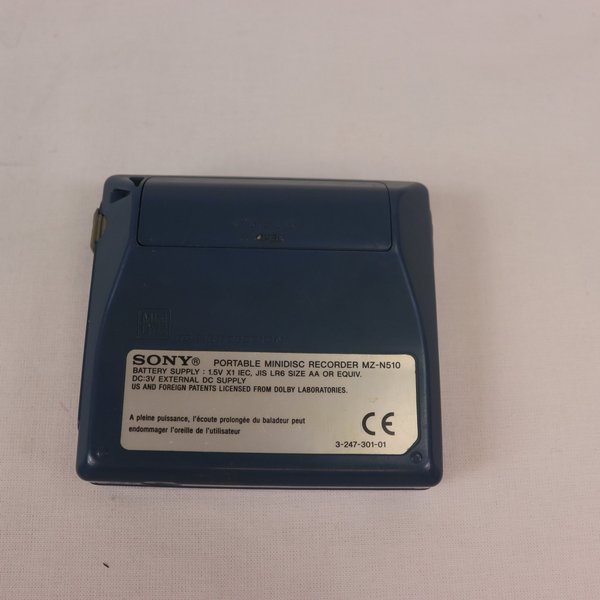 SONY® PORTABLE MINIDISC RECORDER MZ-N510
BATTERY SUPPLY : 1.5V X1 IEC, JIS LR6 SIZE AA OR EQUIV.
DC:3V EXTERNAL DC SUPPLY
US AND FOREIGN PATENTS LICENSED FROM DOLBY LABORATORIES.
A pleine puissance, l'écoute prolongée du baladeur peut
endommager l'oreille de l'utilisateur
CE
3-247-301-01